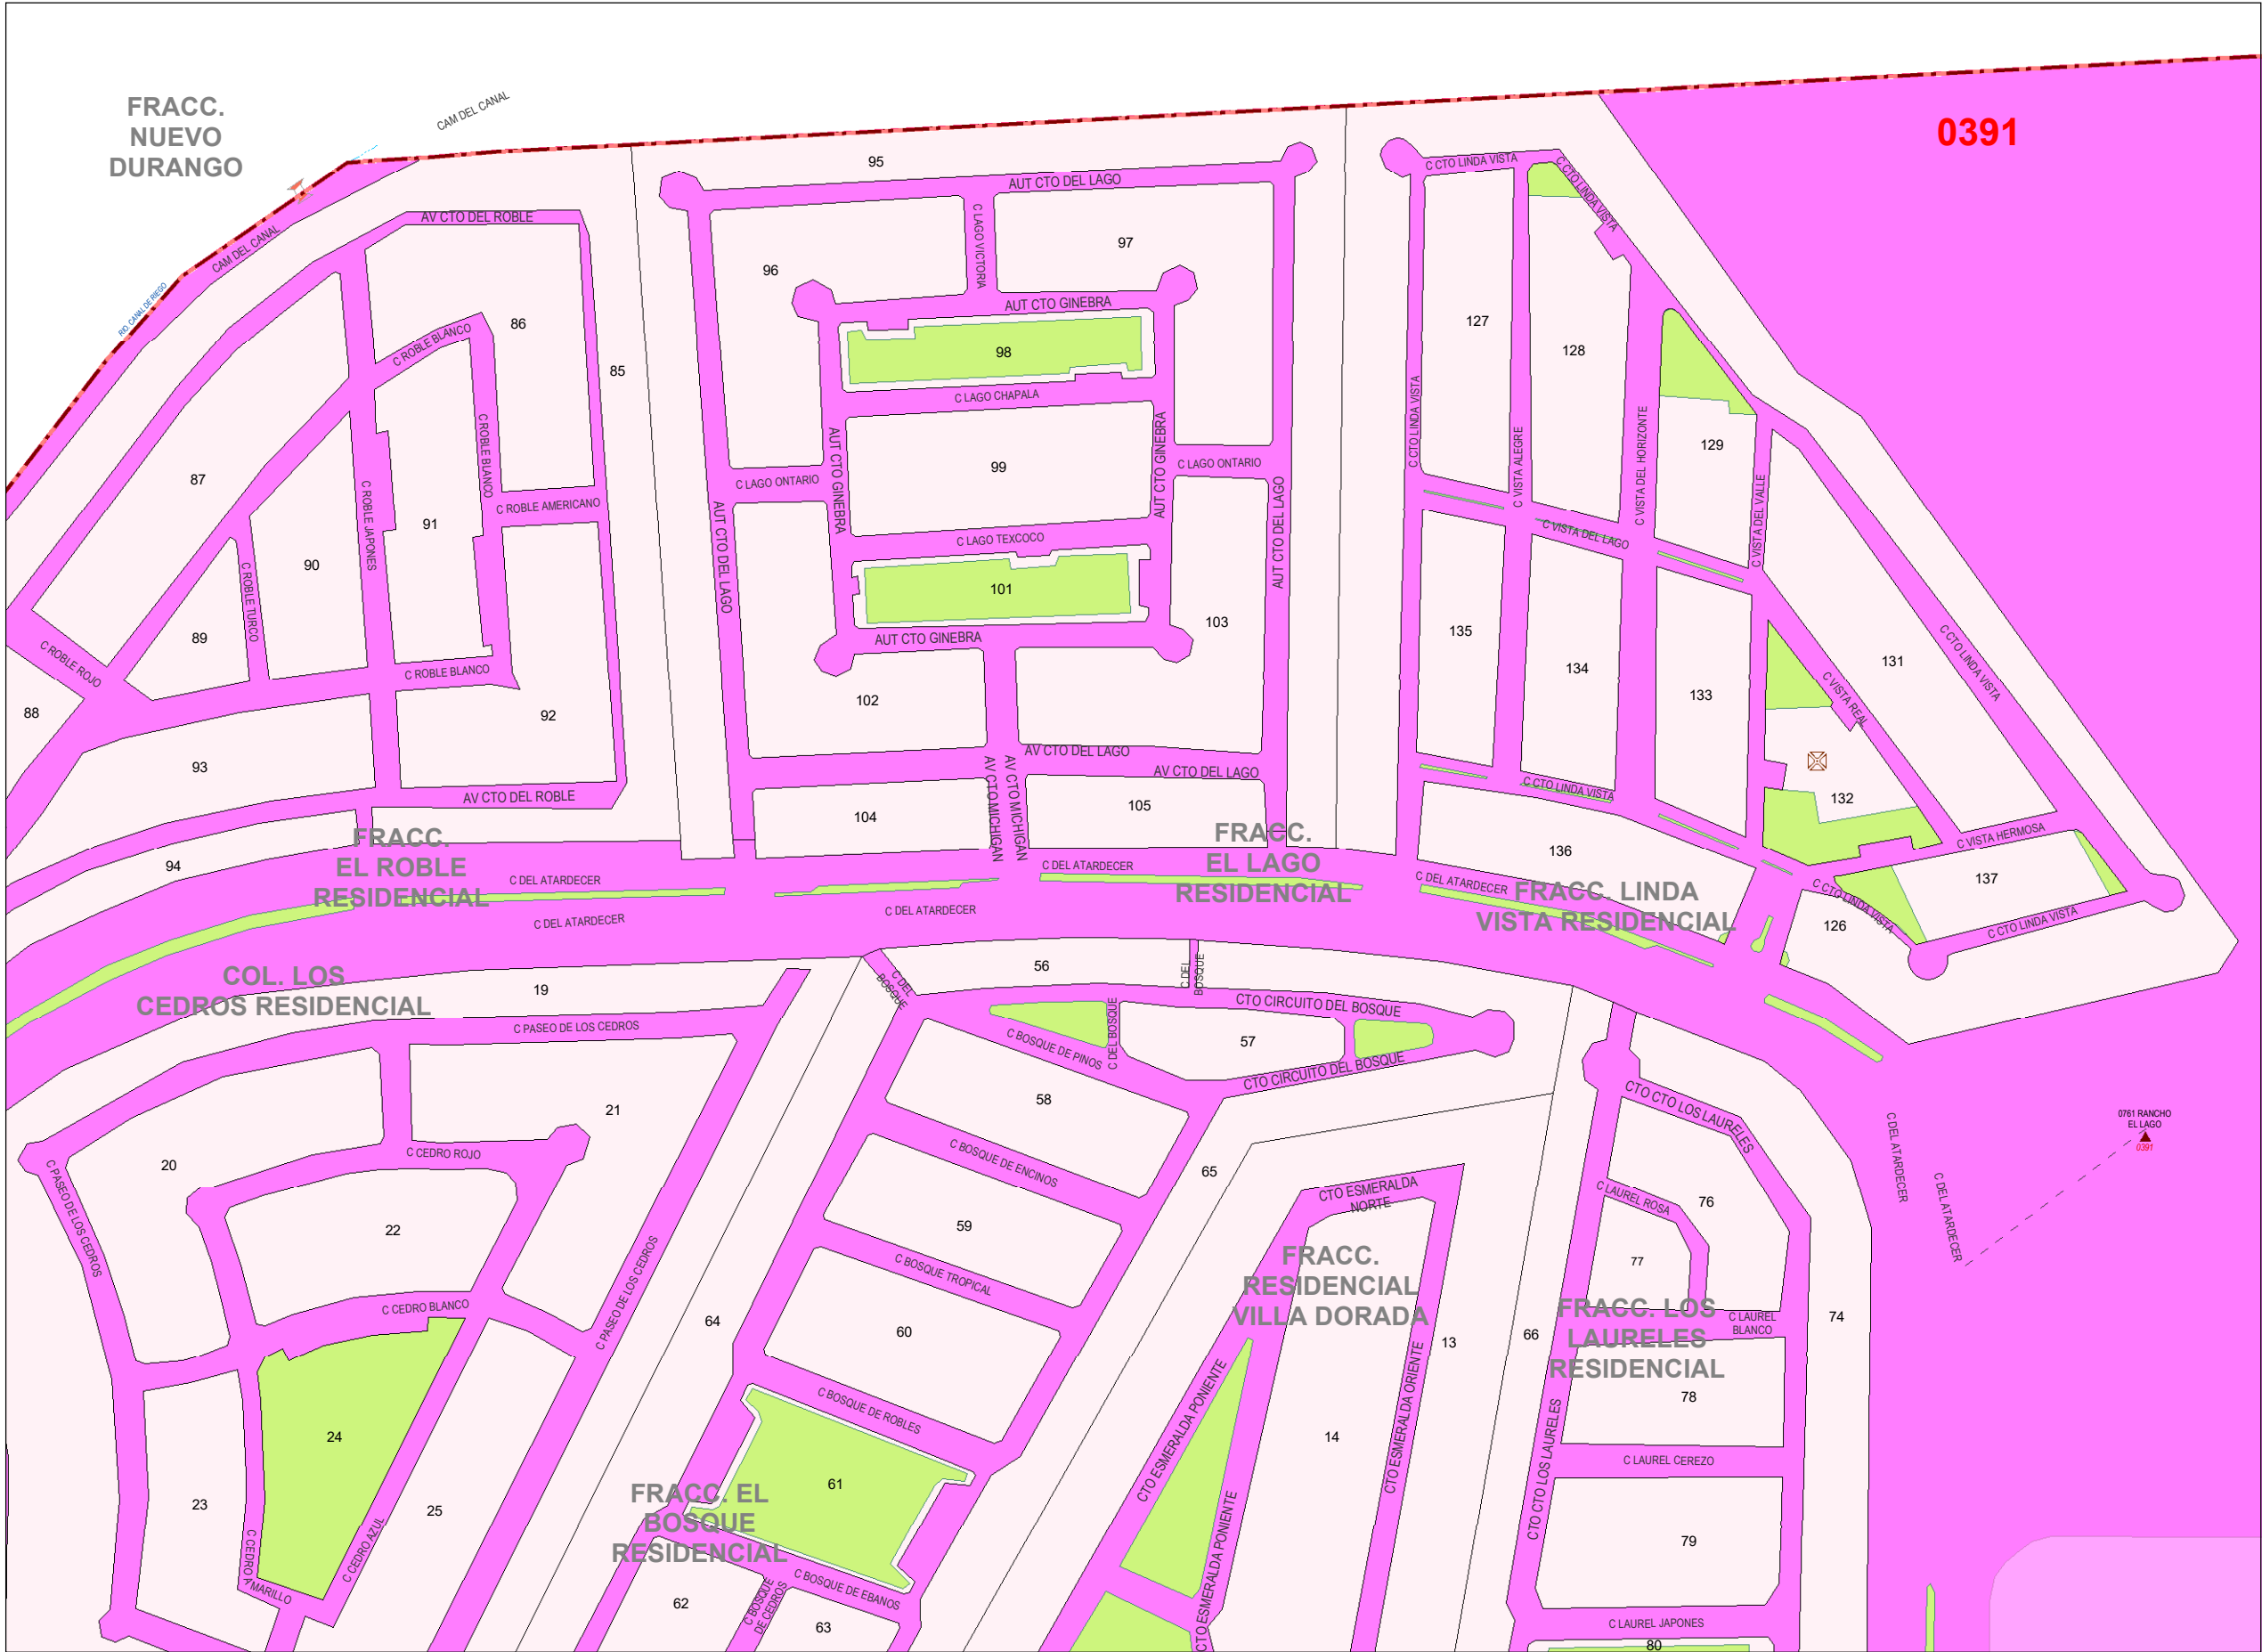 FRACC.
NUEVO
DURANGO
CAM DEL CANAL
0391
95
AUT CTO DEL LAGO
C CTO LINDA VISTA
C CTO LINDA VISTA
AV CTO DEL ROBLE
CAM DEL CANAL
C LAGO VICTORIA
97
96
RIO. CANAL DE RIEGO
AUT CTO GINEBRA
86
C ROBLE BLANCO
98
127
128
85
C LAGO CHAPALA
C CTO LINDA VISTA
C ROBLE BLANCO
AUT CTO GINEBRA
AUT CTO GINEBRA
C VISTA DEL HORIZONTE
129
87
99
C LAGO ONTARIO
C LAGO ONTARIO
C VISTA ALEGRE
C ROBLE AMERICANO
C ROBLE JAPONES
91
AUT CTO DEL LAGO
AUT CTO DEL LAGO
C LAGO TEXCOCO
C VISTA DEL LAGO
C VISTA DEL VALLE
90
C ROBLE TURCO
101
89
AUT CTO GINEBRA
103
135
134
133
131
C CTO LINDA VISTA
C ROBLE ROJO
C ROBLE BLANCO
C VISTA REAL
88
92
102
93
AV CTO DEL LAGO
AV CTO DEL LAGO
AV CTO DEL ROBLE
AV CTO MICHIGAN
AV CTO MICHIGAN
C CTO LINDA VISTA
132
104
105
FRACC.
EL ROBLE
RESIDENCIAL
FRACC.
EL LAGO
RESIDENCIAL
94
C DEL ATARDECER
C DEL ATARDECER
136
C VISTA HERMOSA
137
C DEL ATARDECER
FRACC. LINDA
VISTA RESIDENCIAL
C CTO LINDA VISTA
C DEL ATARDECER
C DEL ATARDECER
126
C CTO LINDA VISTA
COL. LOS
CEDROS RESIDENCIAL
19
56
C DEL
BOSQUE
C DEL
BOSQUE
CTO CIRCUITO DEL BOSQUE
C PASEO DE LOS CEDROS
C BOSQUE DE PINOS
C DEL BOSQUE
57
CTO CIRCUITO DEL BOSQUE
21
58
CTO CTO LOS LAURELES
0761 RANCHO
EL LAGO
0391
C DEL ATARDECER
C DEL ATARDECER
20
C CEDRO ROJO
C BOSQUE DE ENCINOS
65
C PASEO DE LOS CEDROS
CTO ESMERALDA
NORTE
C LAUREL ROSA
76
22
59
C PASEO DE LOS CEDROS
FRACC.
RESIDENCIAL
VILLA DORADA
77
C BOSQUE TROPICAL
C CEDRO BLANCO
64
60
13
66
FRACC. LOS
LAURELES
RESIDENCIAL
C LAUREL
BLANCO
74
CTO ESMERALDA PONIENTE
CTO ESMERALDA ORIENTE
C BOSQUE DE ROBLES
78
24
14
CTO CTO LOS LAURELES
C LAUREL CEREZO
61
23
25
FRACC. EL
BOSQUE
RESIDENCIAL
CTO ESMERALDA PONIENTE
79
C CEDRO A
MARILLO
C CEDRO AZUL
C BOSQUE DE EBANOS
C BOSQUE
DE CEDROS
62
63
C LAUREL JAPONES
80